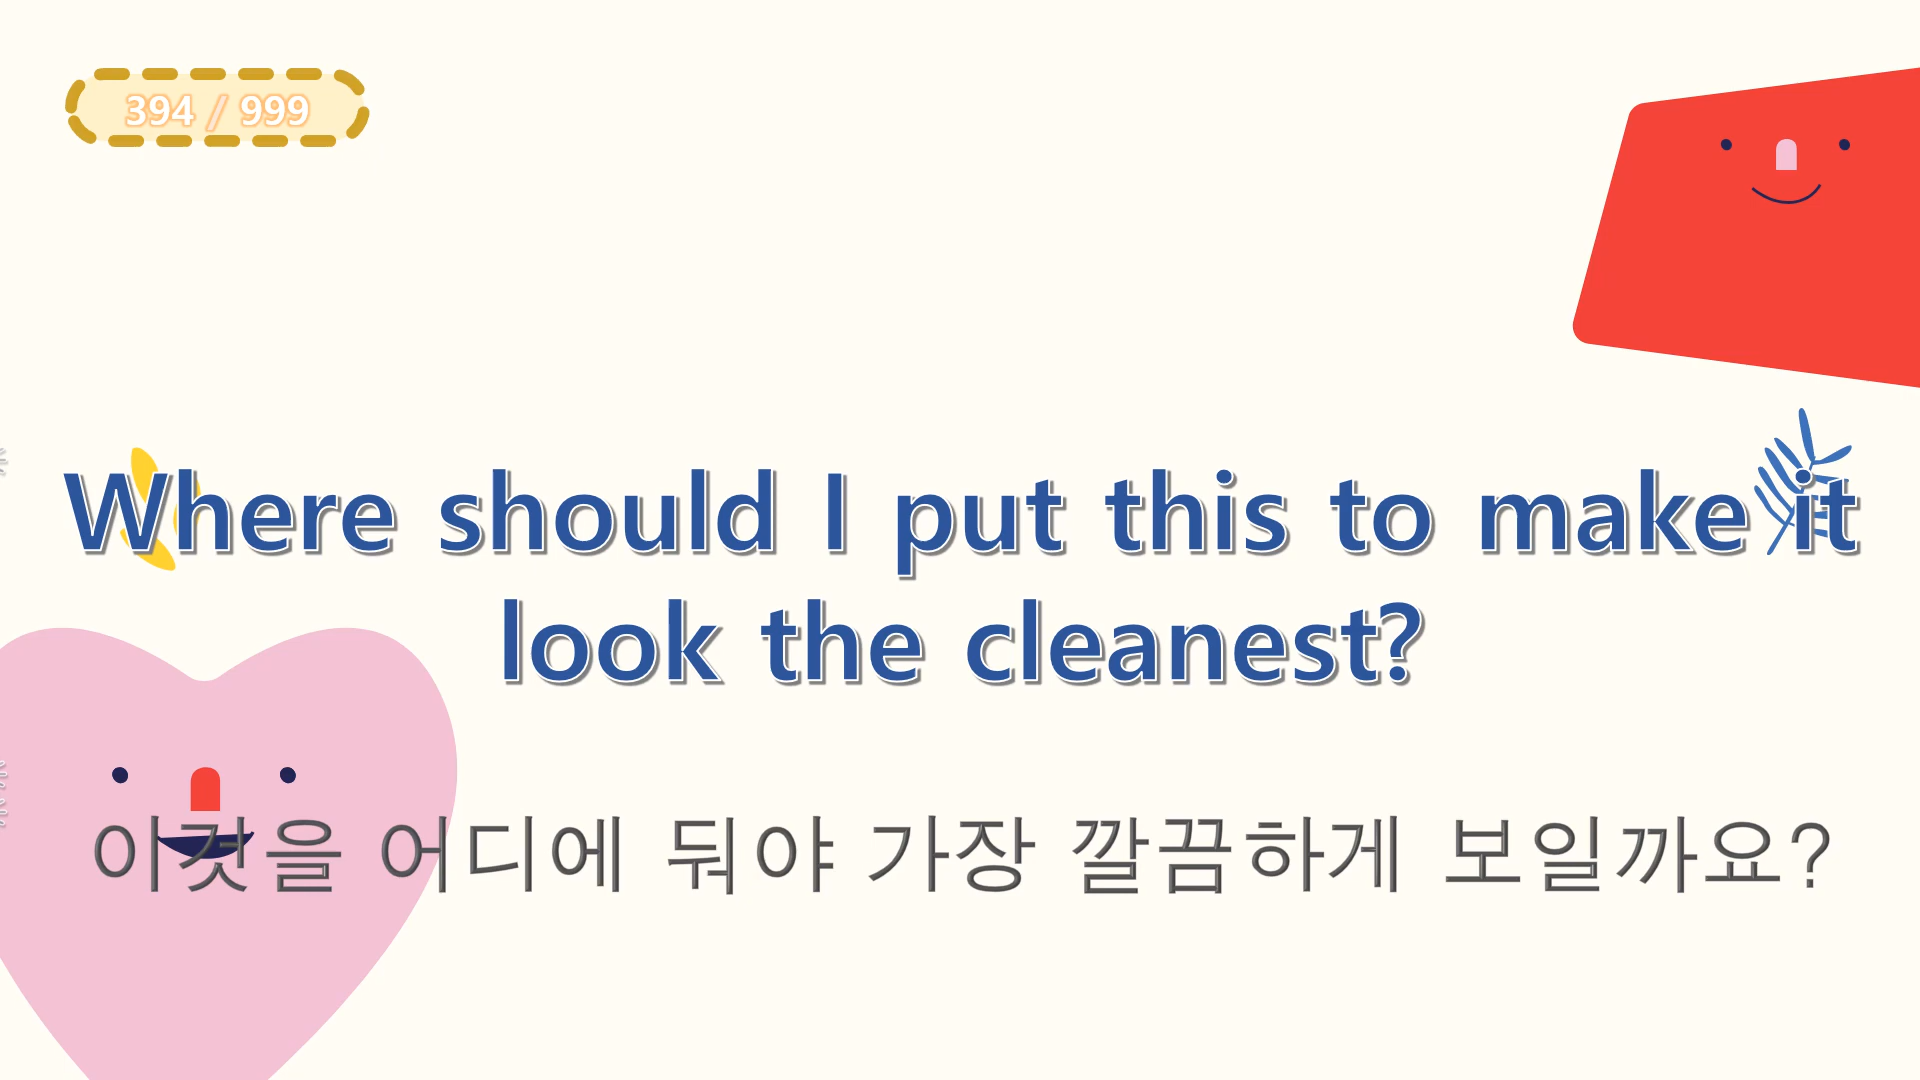 394 / 999
Where should I put this to make it
look the cleanest?
이것을 어디에 둬야 가장 깔끔하게 보일까요?